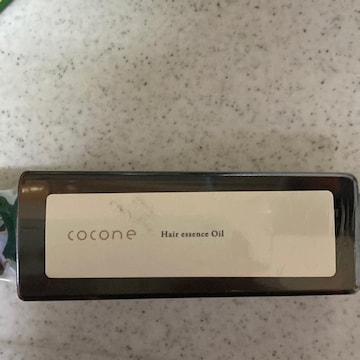 cocone Hair essence Oil